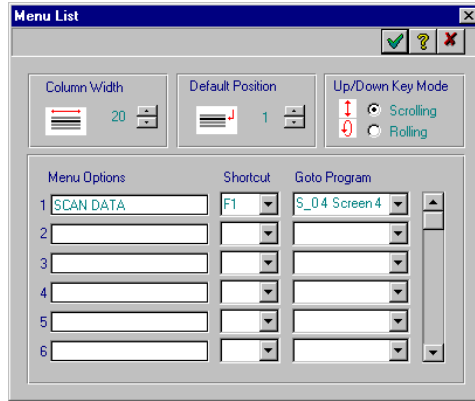 Menu List
Column Width
20
Default Position
1
Up/Down Key Mode
Scrolling
Rolling
Menu Options Shortcut Goto Program
1 SCAN DATA F1 S_04 Screen 4
2
3
4
5
6